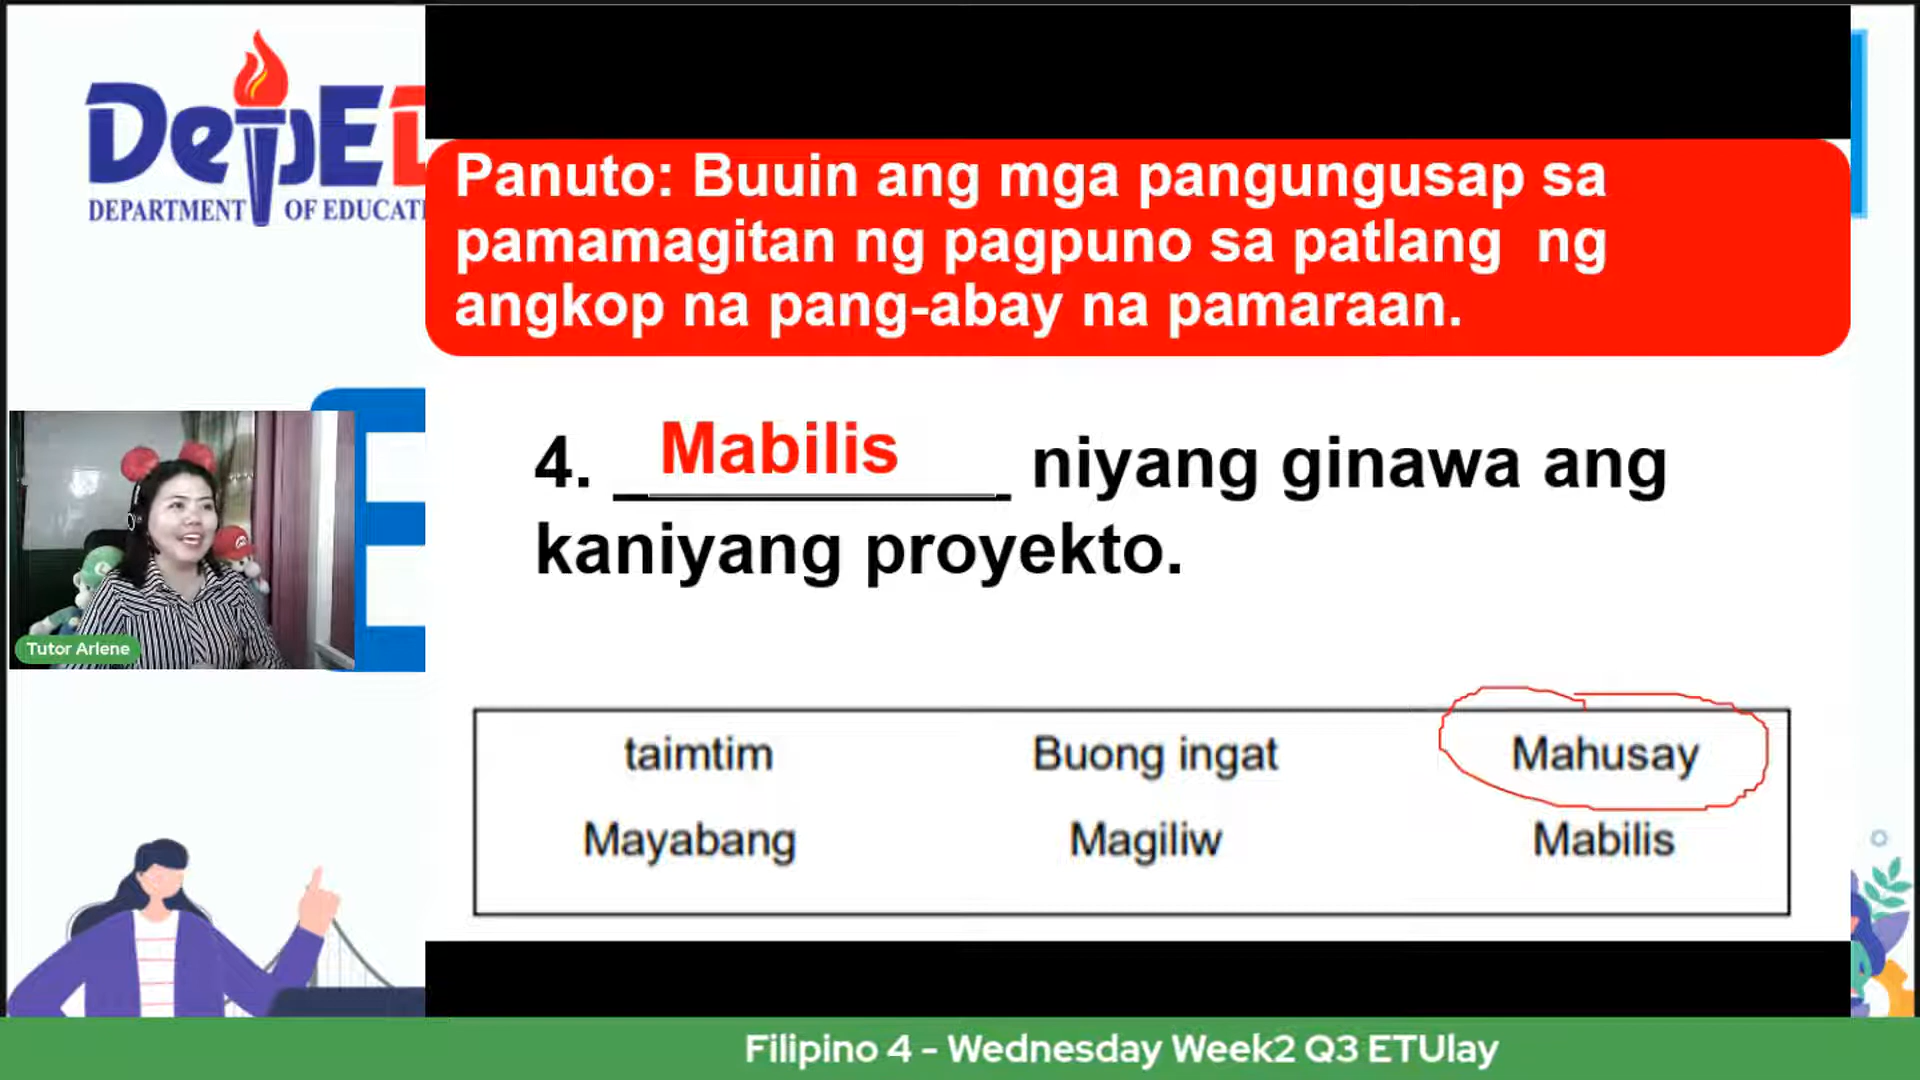 DepED
DEPARTMENT OF EDUCATI
Panuto: Buuin ang mga pangungusap sa
pamamagitan ng pagpuno sa patlang ng
angkop na pang-abay na pamaraan.
4. Mabilis niyang ginawa ang
kaniyang proyekto.
Tutor Arlene
taimtim Buong ingat Mahusay
Mayabang Magiliw Mabilis
Filipino 4 - Wednesday Week2 Q3 ETUlay